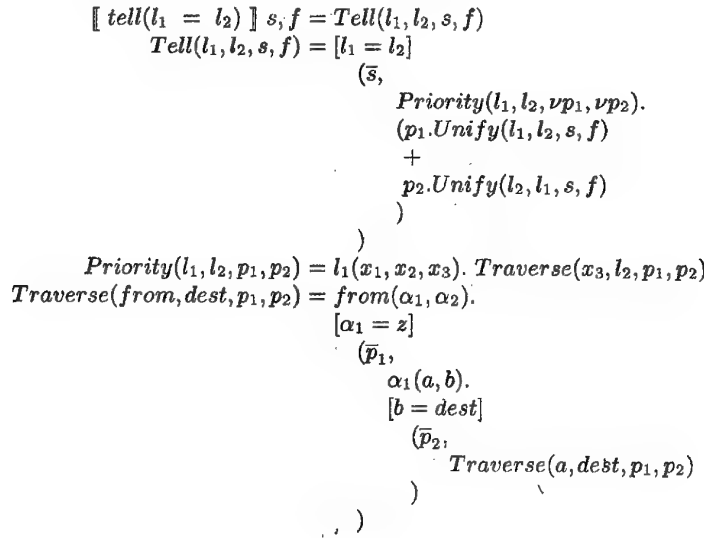 ⟦ tell(l₁ = l₂) ⟧ s, f = Tell(l₁, l₂, s, f)
Tell(l₁, l₂, s, f) = [l₁ = l₂]
(s̅,
Priority(l₁, l₂, νp₁, νp₂).
(p₁.Unify(l₁, l₂, s, f)
+
p₂.Unify(l₂, l₁, s, f)
)
)
Priority(l₁, l₂, p₁, p₂) = l₁(x₁, x₂, x₃). Traverse(x₃, l₂, p₁, p₂)
Traverse(from, dest, p₁, p₂) = from(α₁, α₂).
[α₁ = z]
(p̅₁,
α₁(a, b).
[b = dest]
(p̅₂,
Traverse(a, dest, p₁, p₂)
)
)